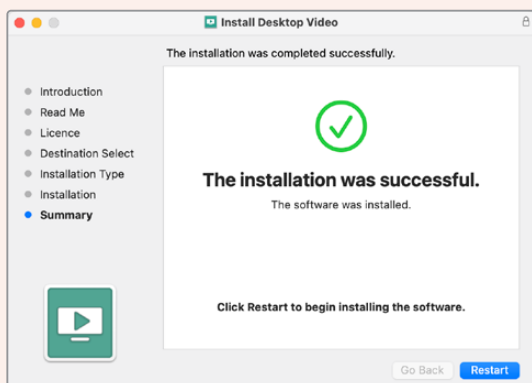 Install Desktop Video
The installation was completed successfully.
Introduction
Read Me
Licence
Destination Select
Installation Type
Installation
Summary
The installation was successful.
The software was installed.
Click Restart to begin installing the software.
Go Back
Restart